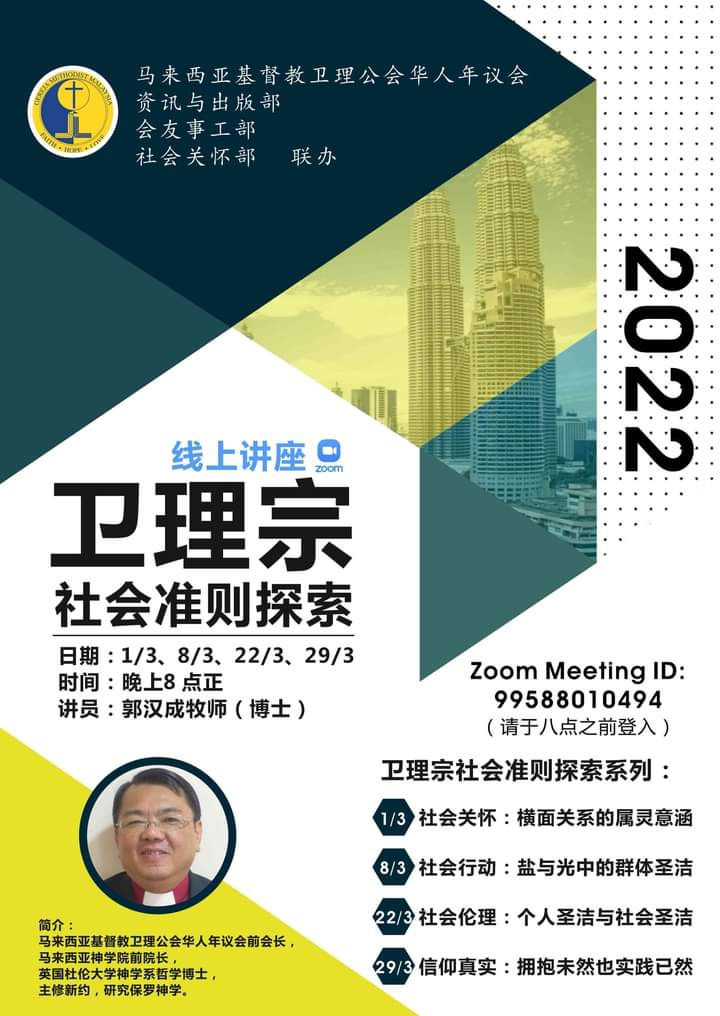 GEREJA METHODIST MALAYSIA
FAITH • HOPE • LOVE
马来西亚基督教卫理公会华人年议会
资讯与出版部
会友事工部
社会关怀部 联办
2022
线上讲座 zoom
卫理宗
社会准则探索
日期：1/3、8/3、22/3、29/3
时间：晚上8 点正
讲员：郭汉成牧师（博士）
Zoom Meeting ID:
99588010494
（请于八点之前登入）
卫理宗社会准则探索系列：
1/3 社会关怀：横面关系的属灵意涵
8/3 社会行动：盐与光中的群体圣洁
22/3 社会伦理：个人圣洁与社会圣洁
29/3 信仰真实：拥抱未然也实践已然
简介：
马来西亚基督教卫理公会华人年议会前会长，
马来西亚神学院前院长，
英国杜伦大学神学系哲学博士，
主修新约，研究保罗神学。